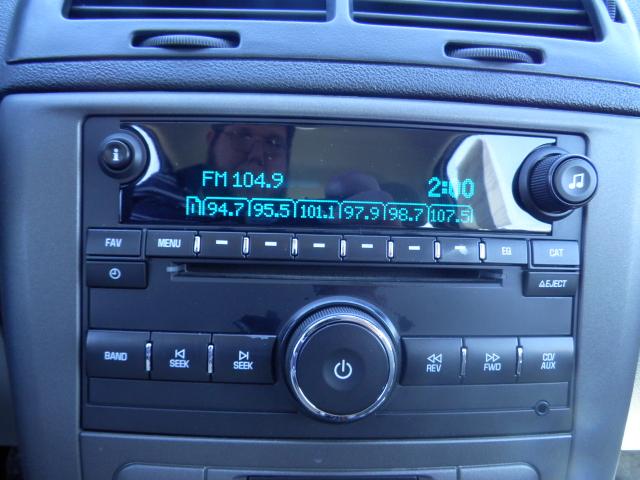 i
FM 104.9 2:00
1 94.7 95.5 101.1 97.9 98.7 107.5
FAV MENU EQ CAT
EJECT
BAND SEEK SEEK REV FWD CD/
AUX